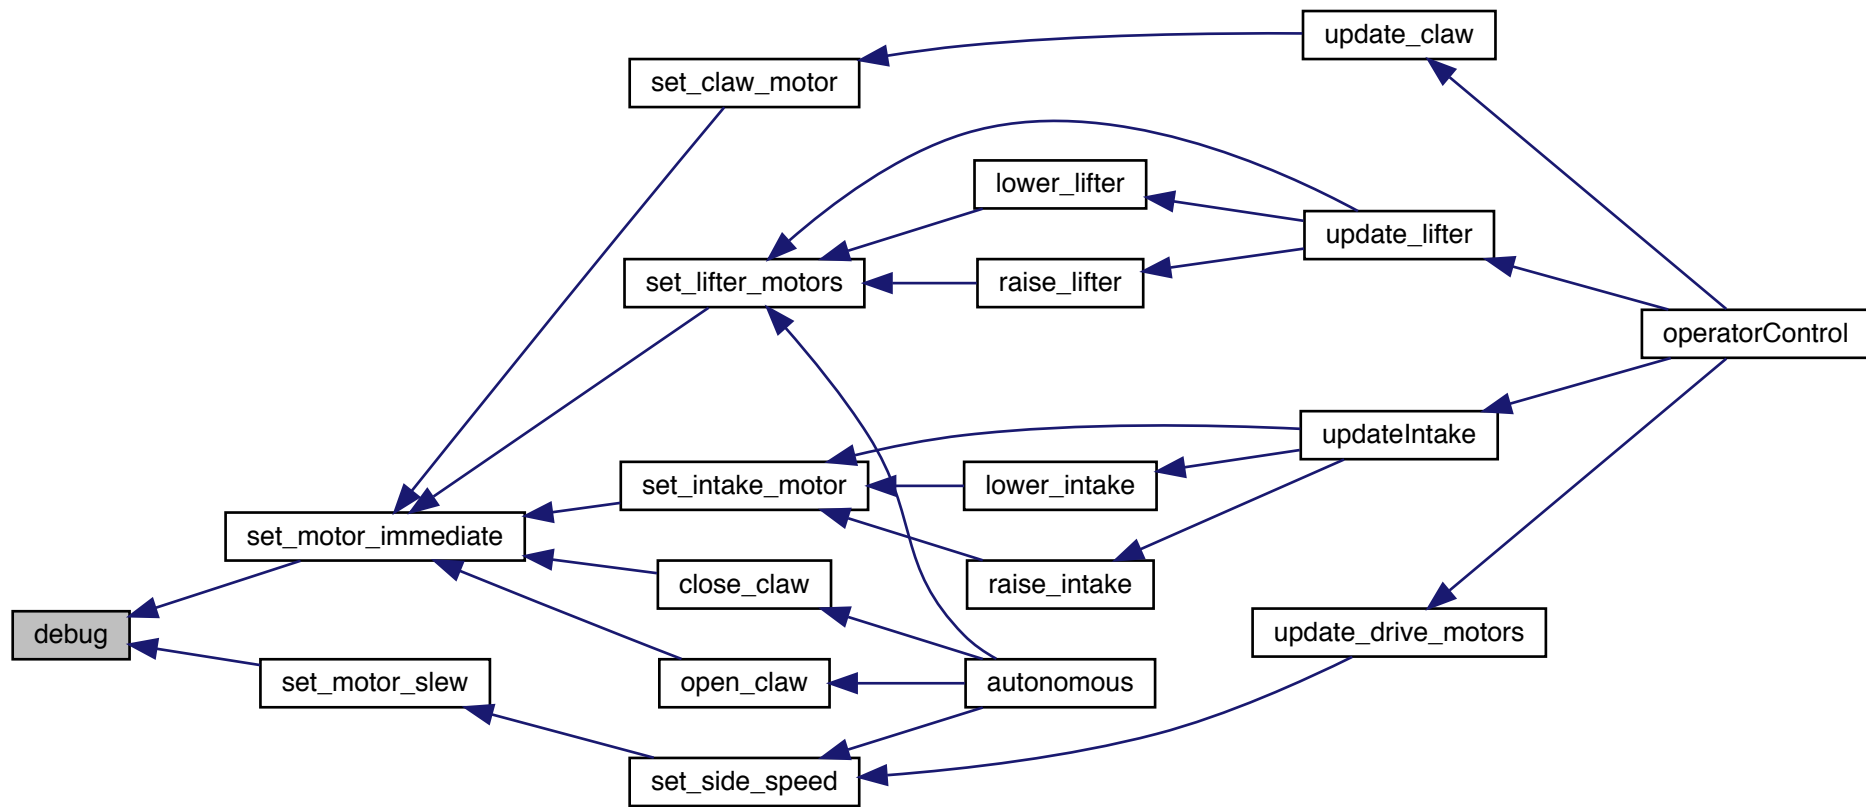 update_claw
set_claw_motor
lower_lifter
update_lifter
set_lifter_motors
raise_lifter
operatorControl
updateIntake
set_intake_motor
lower_intake
set_motor_immediate
close_claw
raise_intake
debug
update_drive_motors
set_motor_slew
open_claw
autonomous
set_side_speed